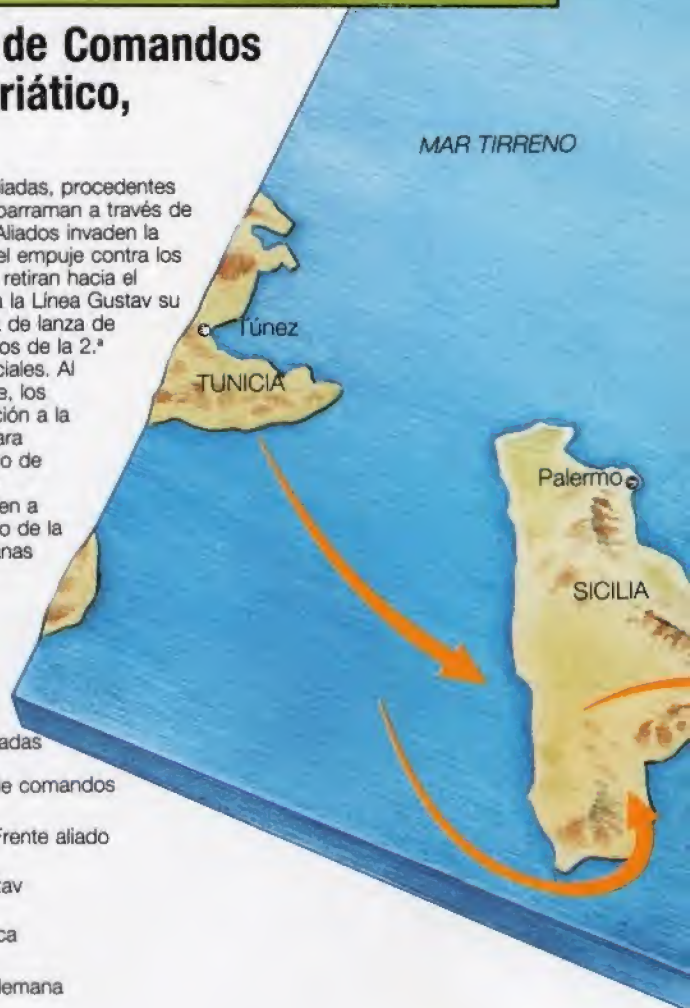 de Comandos
riático,
iadas, procedentes
parraman a través de
Aliados invaden la
el empuje contra los
retiran hacia el
a la Línea Gustav su
de lanza de
os de la 2.ª
ciales. Al
e, los
ción a la
ara
o de
en a
o de la
nas
adas
e comandos
Frente aliado
tav
ca
lemana
MAR TIRRENO
Túnez
TUNICIA
Palermo
SICILIA